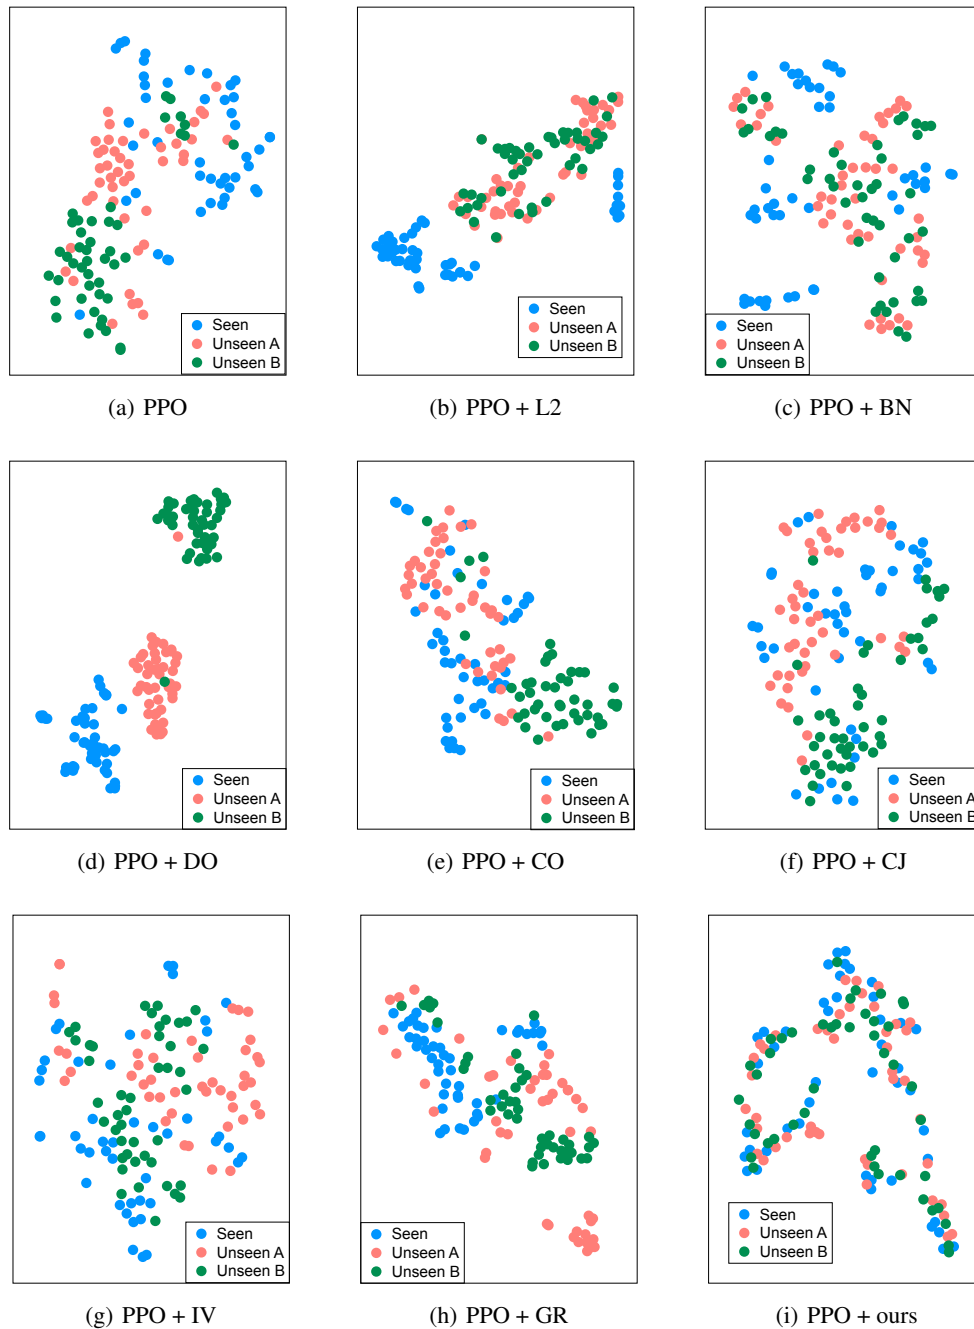 Seen
Unseen A
Unseen B
(a) PPO
Seen
Unseen A
Unseen B
(b) PPO + L2
Seen
Unseen A
Unseen B
(c) PPO + BN
Seen
Unseen A
Unseen B
(d) PPO + DO
Seen
Unseen A
Unseen B
(e) PPO + CO
Seen
Unseen A
Unseen B
(f) PPO + CJ
Seen
Unseen A
Unseen B
(g) PPO + IV
Seen
Unseen A
Unseen B
(h) PPO + GR
Seen
Unseen A
Unseen B
(i) PPO + ours